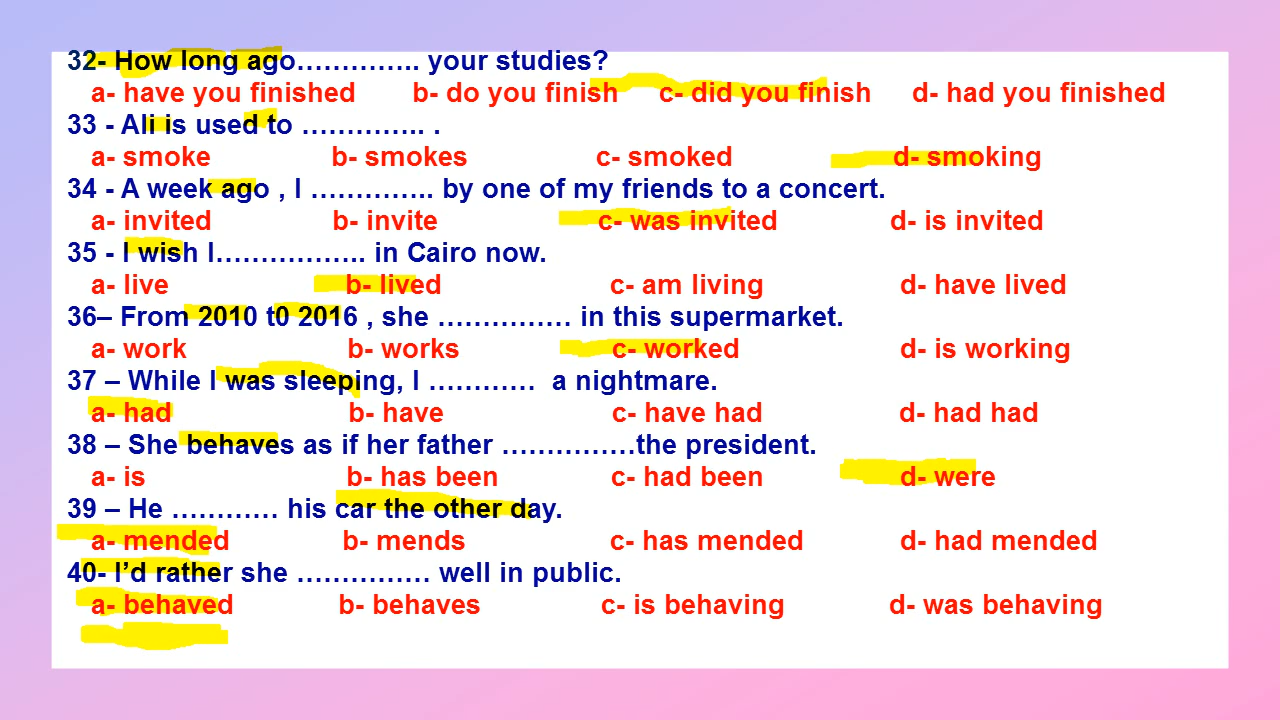 32- How long ago………….. your studies?
a- have you finished b- do you finish c- did you finish d- had you finished
33 - Ali is used to ………….. .
a- smoke b- smokes c- smoked d- smoking
34 - A week ago , I ………….. by one of my friends to a concert.
a- invited b- invite c- was invited d- is invited
35 - I wish I…………….. in Cairo now.
a- live b- lived c- am living d- have lived
36– From 2010 t0 2016 , she …………… in this supermarket.
a- work b- works c- worked d- is working
37 – While I was sleeping, I ………… a nightmare.
a- had b- have c- have had d- had had
38 – She behaves as if her father ……………the president.
a- is b- has been c- had been d- were
39 – He ………… his car the other day.
a- mended b- mends c- has mended d- had mended
40- I’d rather she …………… well in public.
a- behaved b- behaves c- is behaving d- was behaving